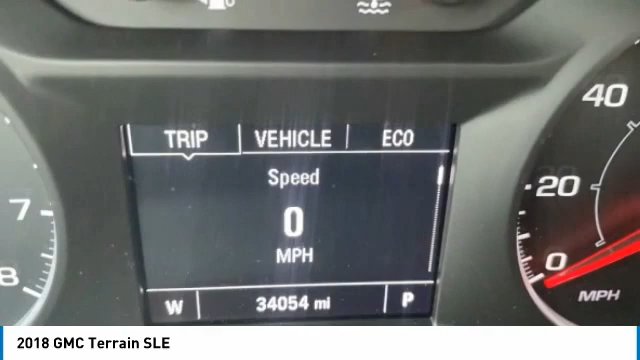 TRIP VEHICLE ECO
Speed
0
MPH
W 34054 mi P
7
8
40
20
0
MPH
2018 GMC Terrain SLE